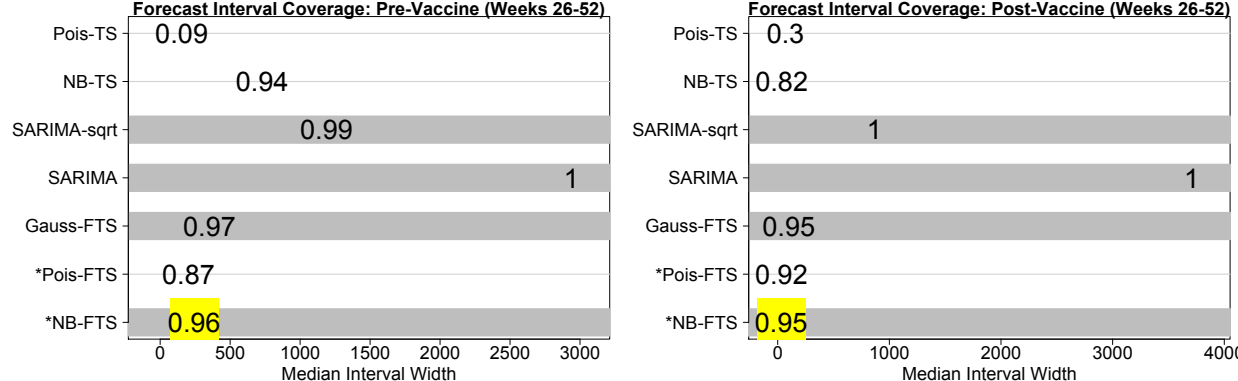 Forecast Interval Coverage: Pre-Vaccine (Weeks 26-52)
Pois-TS 0.09
NB-TS 0.94
SARIMA-sqrt 0.99
SARIMA 1
Gauss-FTS 0.97
*Pois-FTS 0.87
*NB-FTS 0.96
0 500 1000 1500 2000 2500 3000
Median Interval Width
Forecast Interval Coverage: Post-Vaccine (Weeks 26-52)
Pois-TS 0.3
NB-TS 0.82
SARIMA-sqrt 1
SARIMA 1
Gauss-FTS 0.95
*Pois-FTS 0.92
*NB-FTS 0.95
0 1000 2000 3000 4000
Median Interval Width